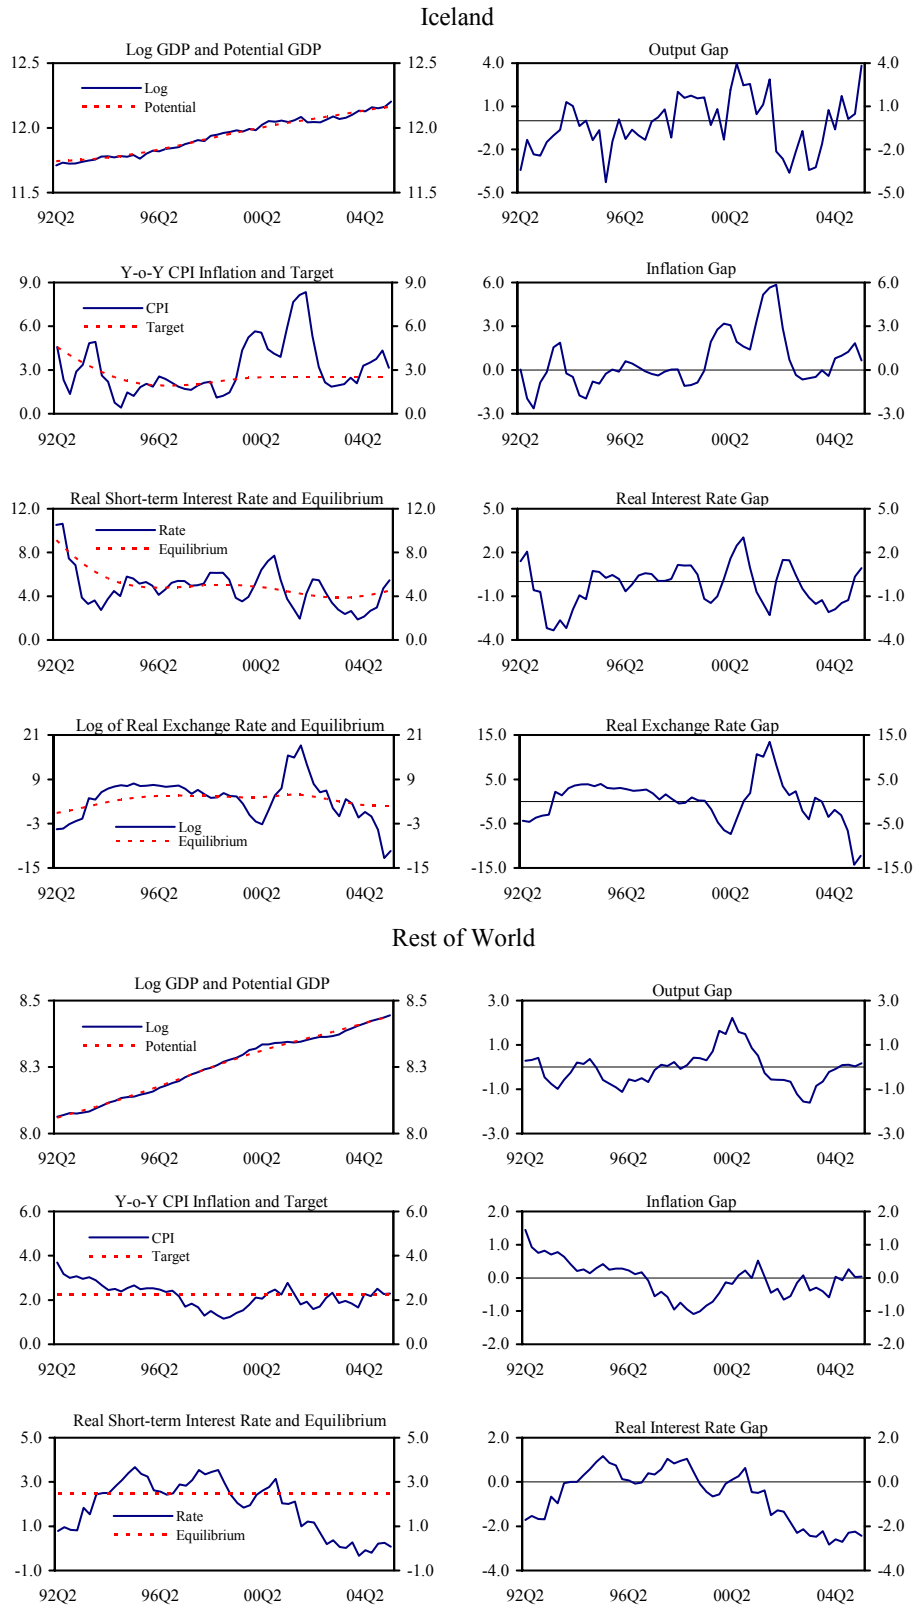 Iceland
Log GDP and Potential GDP
12.5 12.5
Log
Potential
12.0 12.0
11.5 11.5
92Q2 96Q2 00Q2 04Q2
Output Gap
4.0 4.0
1.0 1.0
-2.0 -2.0
-5.0 -5.0
92Q2 96Q2 00Q2 04Q2
Y-o-Y CPI Inflation and Target
9.0 9.0
CPI
Target
6.0 6.0
3.0 3.0
0.0 0.0
92Q2 96Q2 00Q2 04Q2
Inflation Gap
6.0 6.0
3.0 3.0
0.0 0.0
-3.0 -3.0
92Q2 96Q2 00Q2 04Q2
Real Short-term Interest Rate and Equilibrium
12.0 12.0
Rate
Equilibrium
8.0 8.0
4.0 4.0
0.0 0.0
92Q2 96Q2 00Q2 04Q2
Real Interest Rate Gap
5.0 5.0
2.0 2.0
-1.0 -1.0
-4.0 -4.0
92Q2 96Q2 00Q2 04Q2
Log of Real Exchange Rate and Equilibrium
21 21
9 9
-3 -3
Log
Equilibrium
-15 -15
92Q2 96Q2 00Q2 04Q2
Real Exchange Rate Gap
15.0 15.0
5.0 5.0
-5.0 -5.0
-15.0 -15.0
92Q2 96Q2 00Q2 04Q2
Rest of World
Log GDP and Potential GDP
8.5 8.5
Log
Potential
8.3 8.3
8.0 8.0
92Q2 96Q2 00Q2 04Q2
Output Gap
3.0 3.0
1.0 1.0
-1.0 -1.0
-3.0 -3.0
92Q2 96Q2 00Q2 04Q2
Y-o-Y CPI Inflation and Target
6.0 6.0
CPI
Target
4.0 4.0
2.0 2.0
0.0 0.0
92Q2 96Q2 00Q2 04Q2
Inflation Gap
2.0 2.0
1.0 1.0
0.0 0.0
-1.0 -1.0
-2.0 -2.0
92Q2 96Q2 00Q2 04Q2
Real Short-term Interest Rate and Equilibrium
5.0 5.0
3.0 3.0
1.0 1.0
Rate
Equilibrium
-1.0 -1.0
92Q2 96Q2 00Q2 04Q2
Real Interest Rate Gap
2.0 2.0
0.0 0.0
-2.0 -2.0
-4.0 -4.0
92Q2 96Q2 00Q2 04Q2